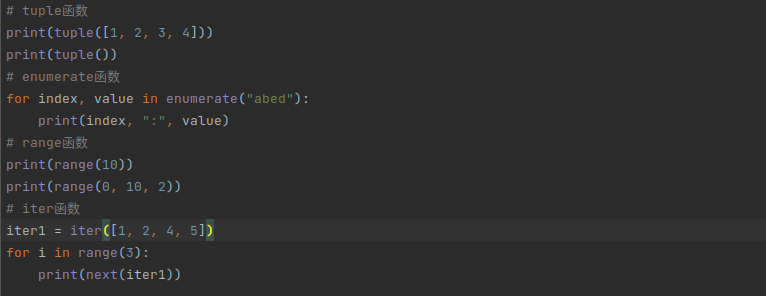 # tuple函数
print(tuple([1, 2, 3, 4]))
print(tuple())
# enumerate函数
for index, value in enumerate("abed"):
    print(index, ":", value)
# range函数
print(range(10))
print(range(0, 10, 2))
# iter函数
iter1 = iter([1, 2, 4, 5])
for i in range(3):
    print(next(iter1))